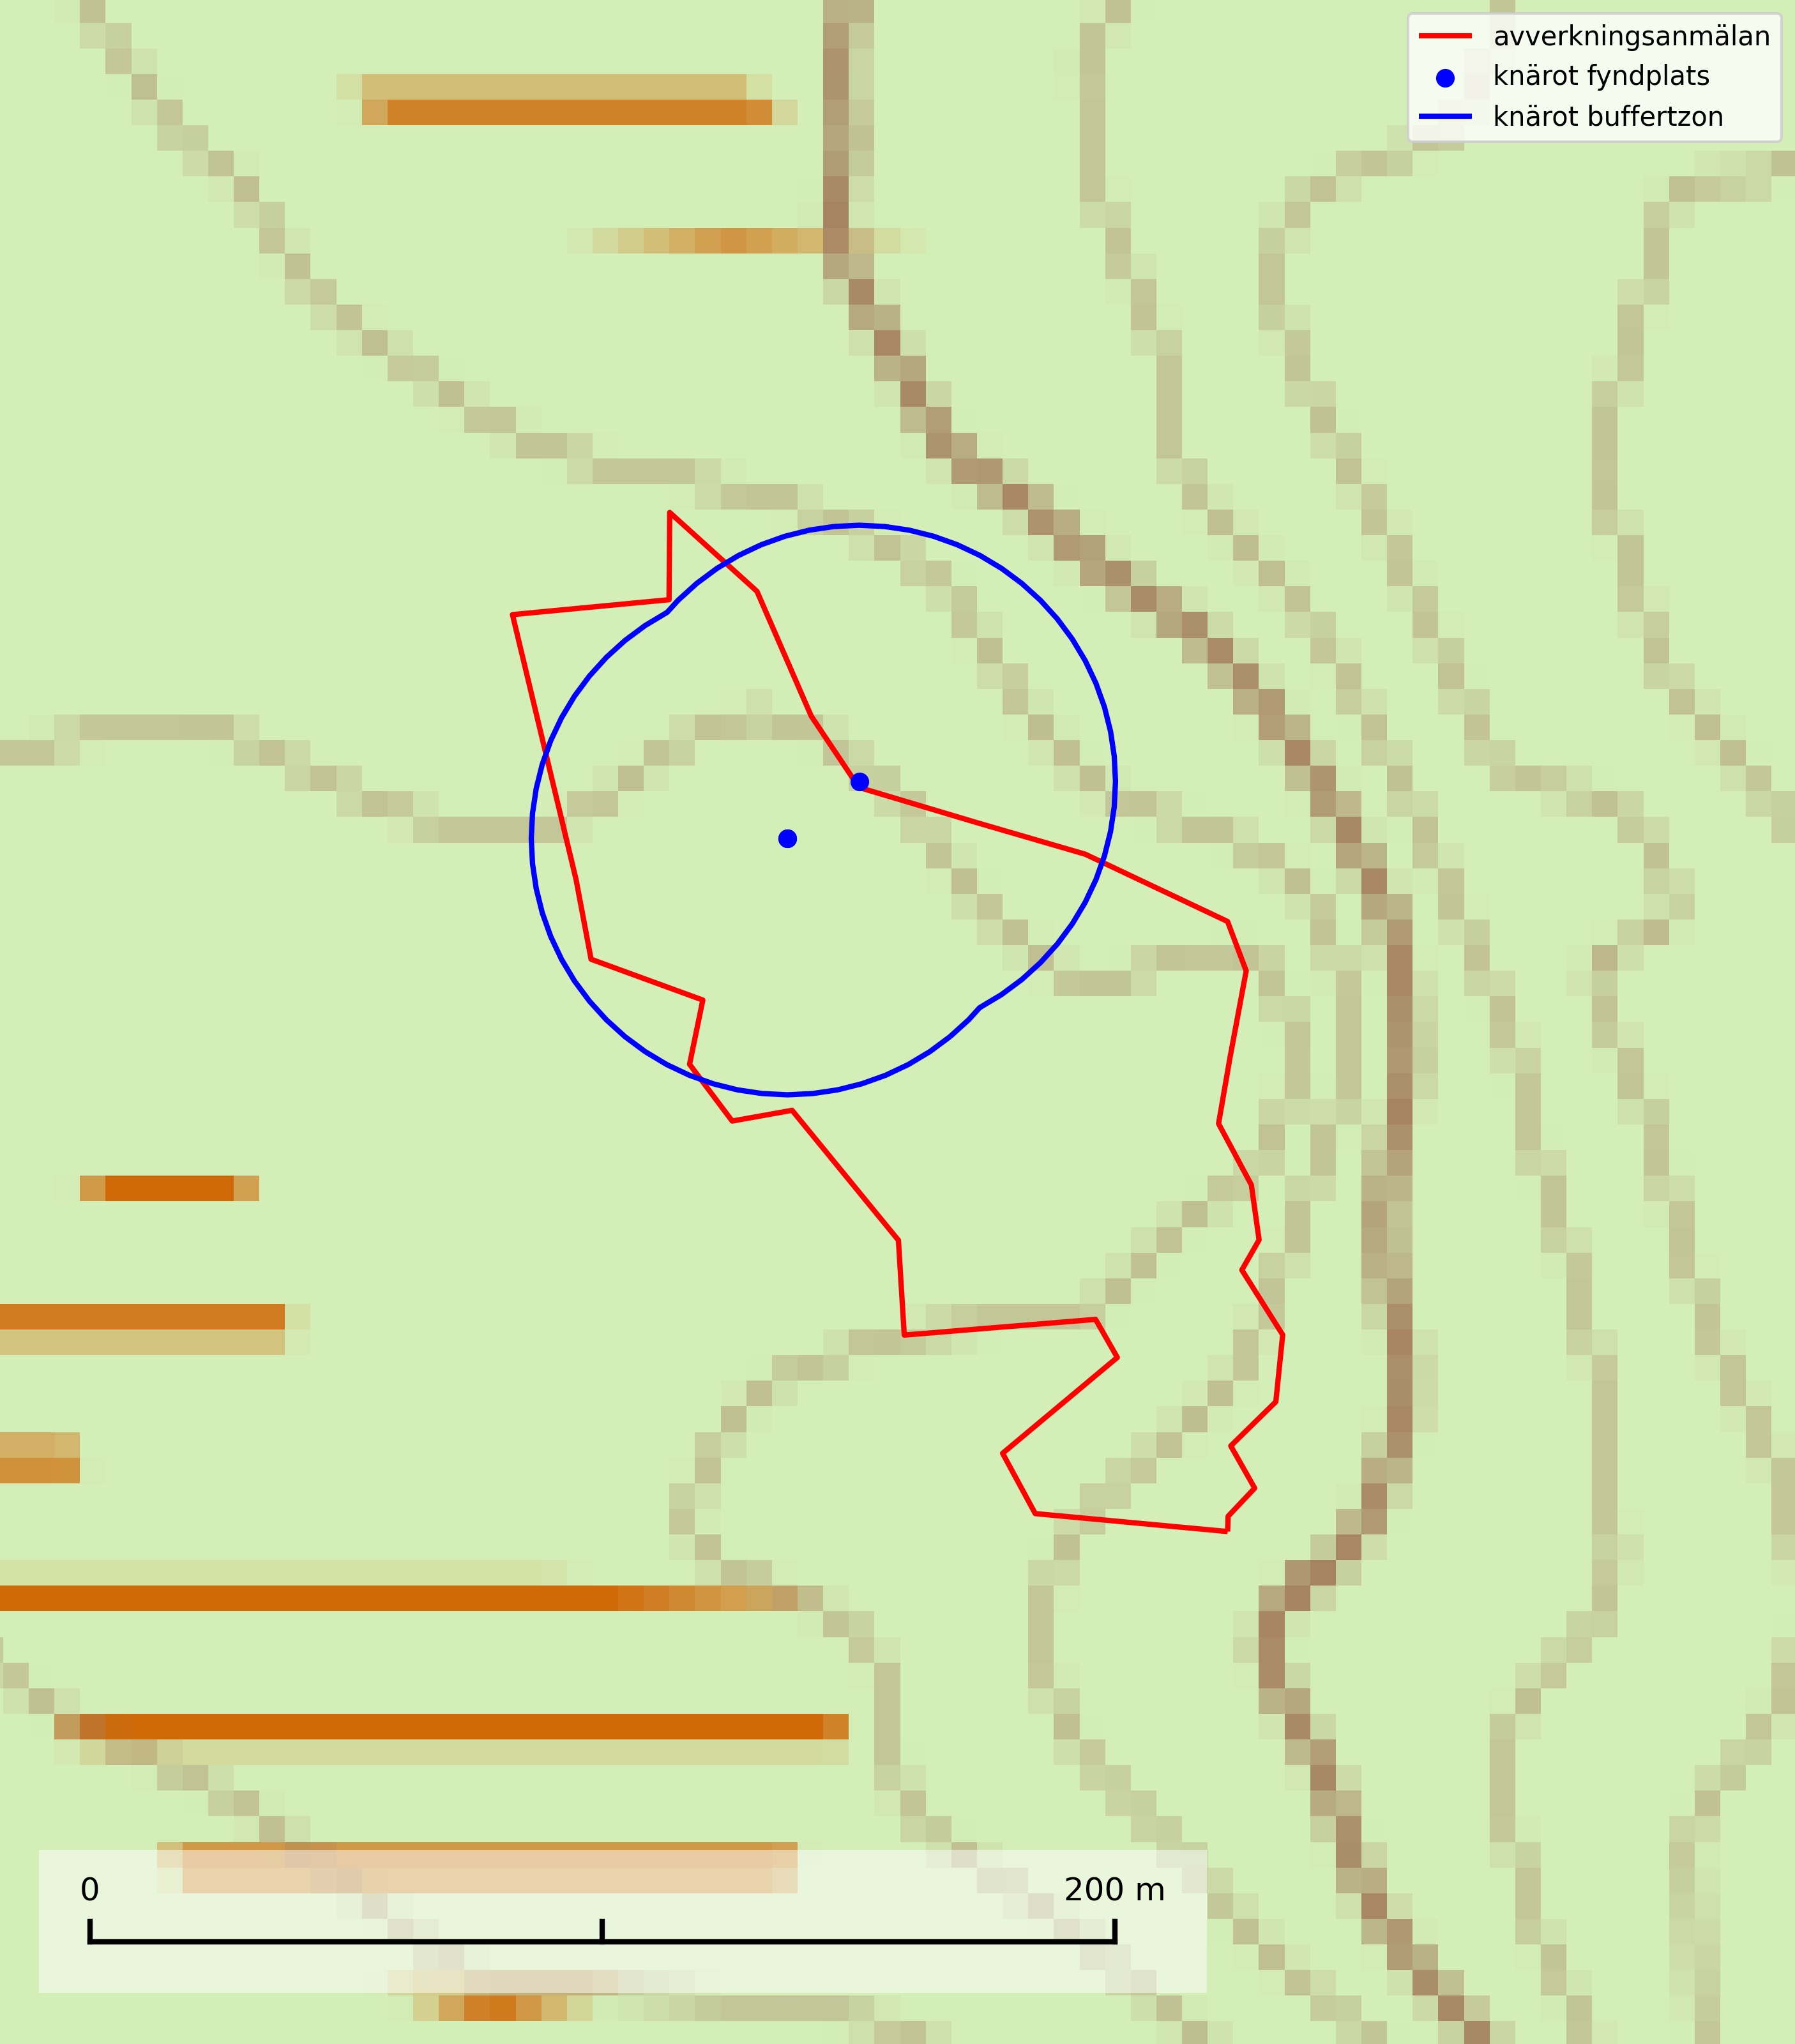 avverkningsanmälan
knärot fyndplats
knärot buffertzon
0
200 m